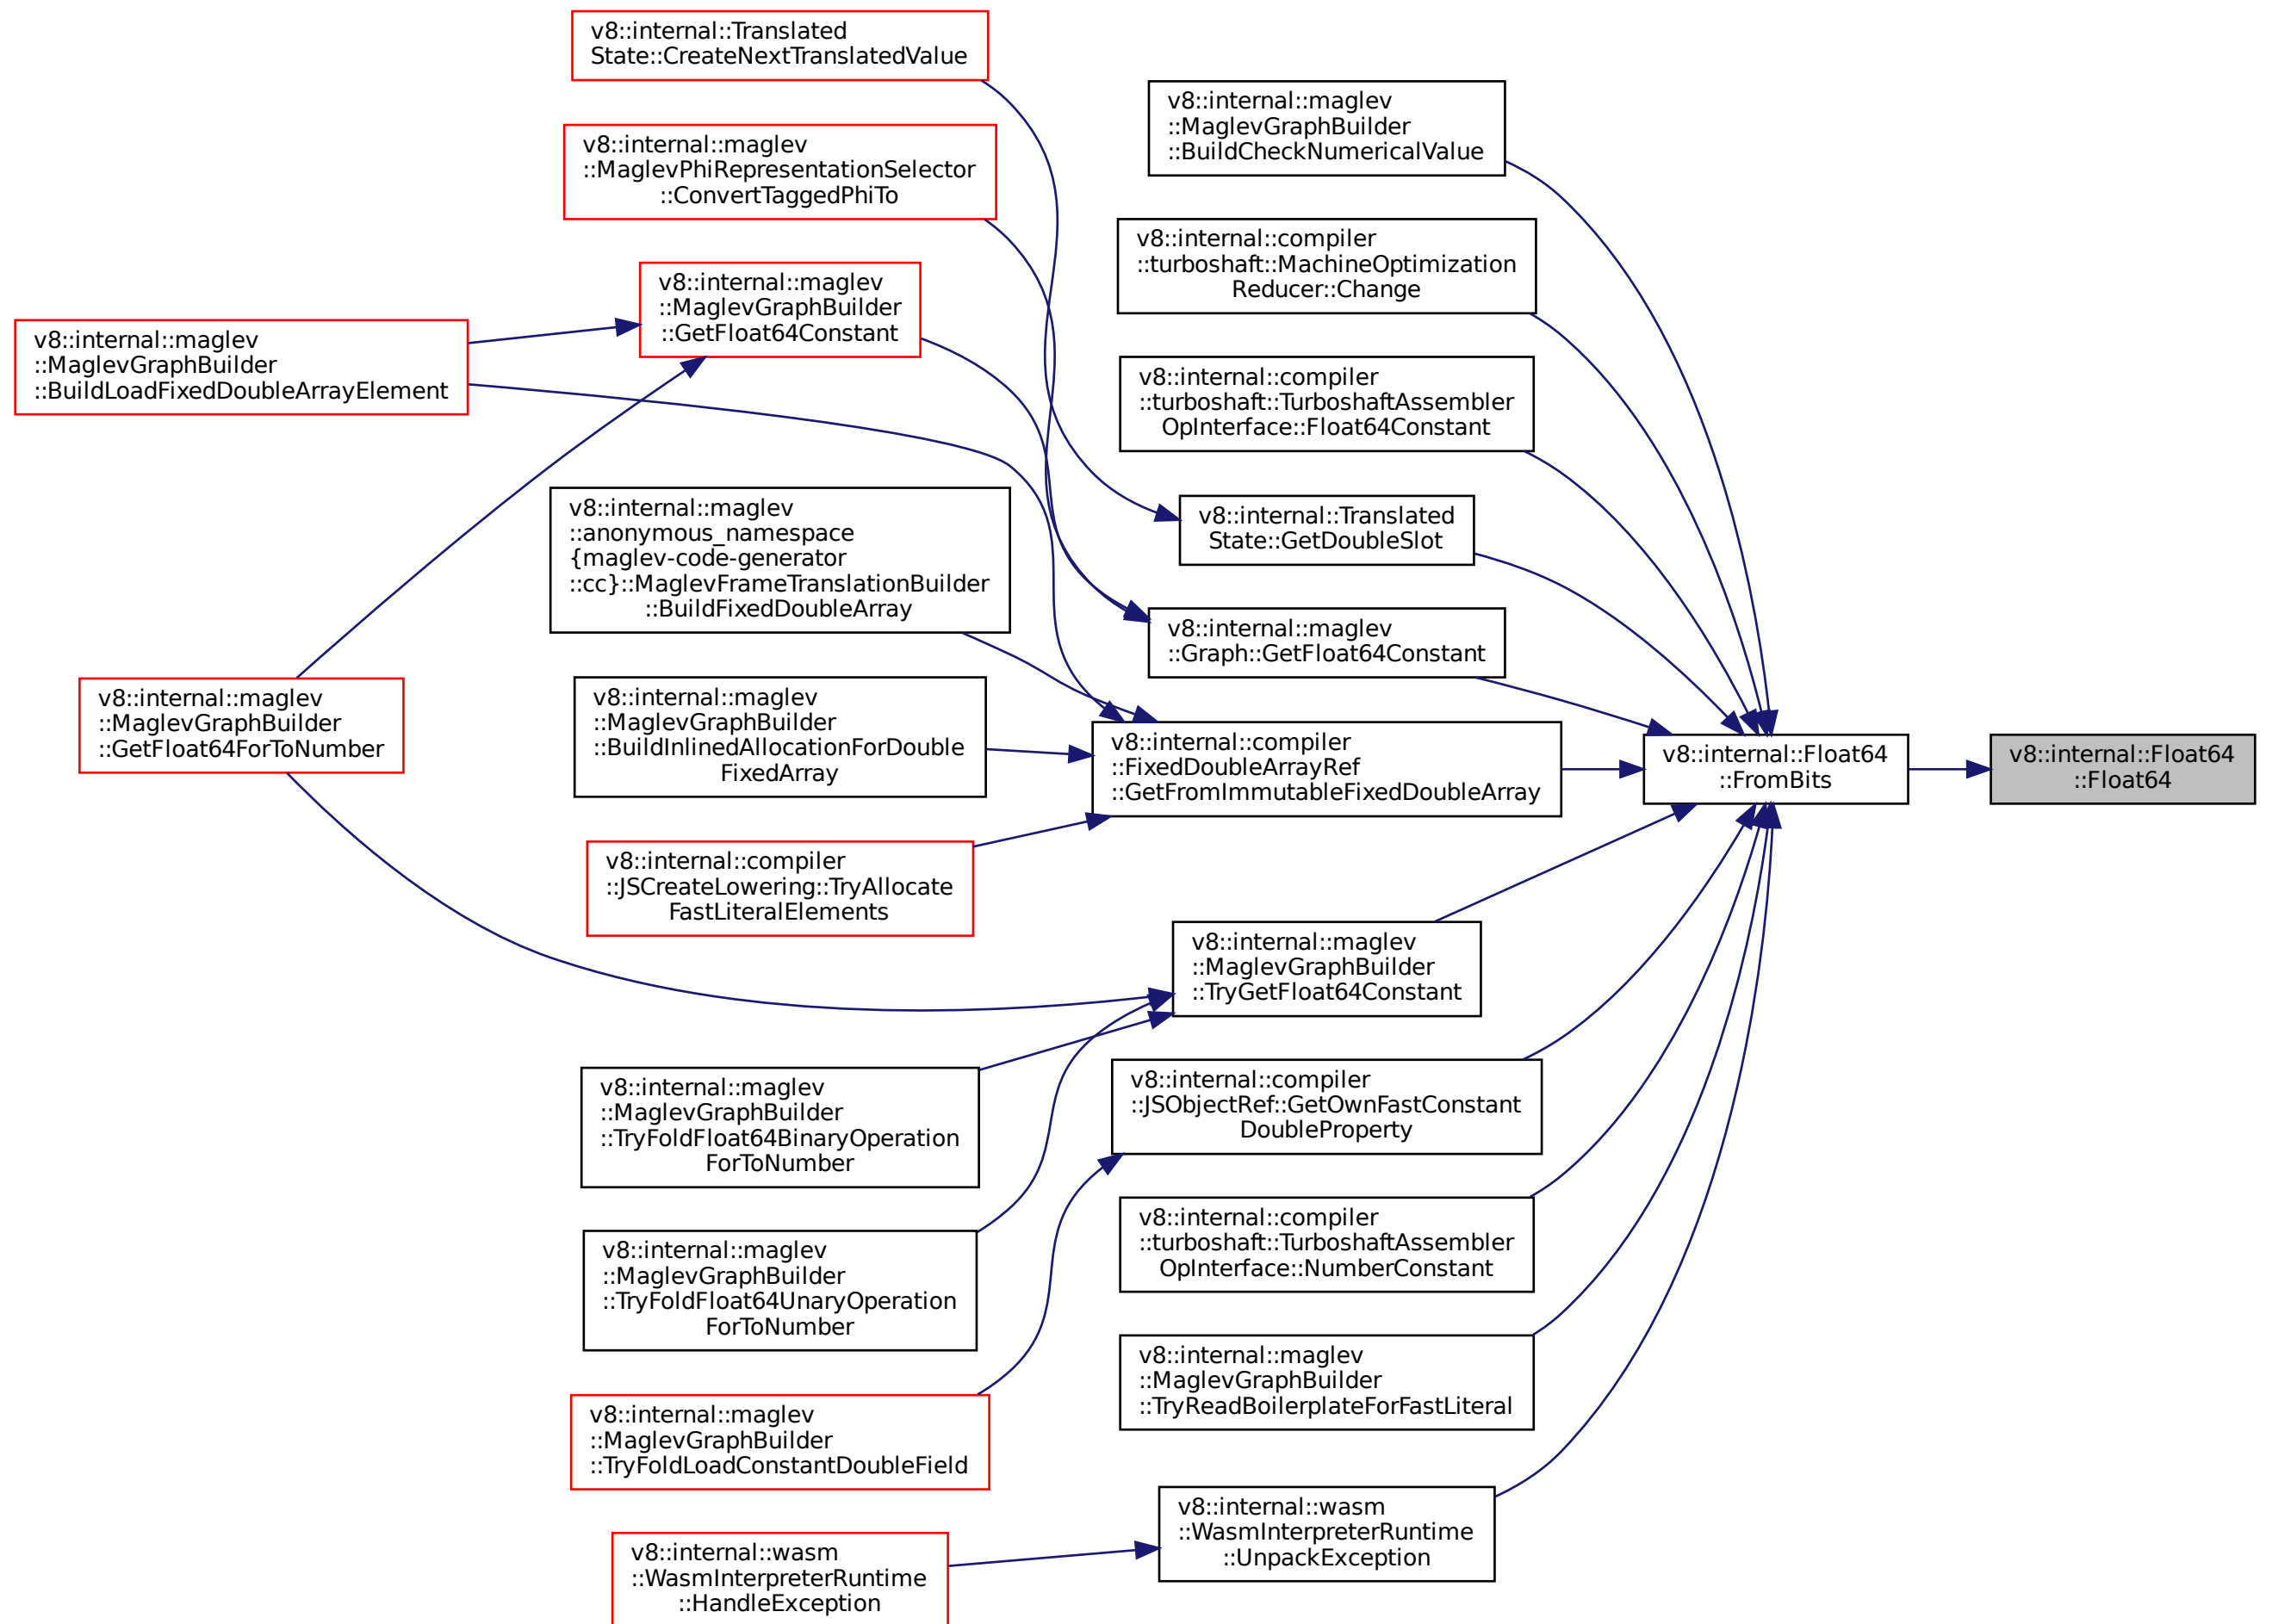 v8::internal::Translated
State::CreateNextTranslatedValue
v8::internal::maglev
::MaglevPhiRepresentationSelector
::ConvertTaggedPhiTo
v8::internal::maglev
::MaglevGraphBuilder
::GetFloat64Constant
v8::internal::maglev
::MaglevGraphBuilder
::BuildLoadFixedDoubleArrayElement
v8::internal::maglev
::anonymous_namespace
{maglev-code-generator
::cc}::MaglevFrameTranslationBuilder
::BuildFixedDoubleArray
v8::internal::maglev
::MaglevGraphBuilder
::GetFloat64ForToNumber
v8::internal::maglev
::MaglevGraphBuilder
::BuildInlinedAllocationForDouble
FixedArray
v8::internal::compiler
::JSCreateLowering::TryAllocate
FastLiteralElements
v8::internal::maglev
::MaglevGraphBuilder
::TryFoldFloat64BinaryOperation
ForToNumber
v8::internal::maglev
::MaglevGraphBuilder
::TryFoldFloat64UnaryOperation
ForToNumber
v8::internal::maglev
::MaglevGraphBuilder
::TryFoldLoadConstantDoubleField
v8::internal::wasm
::WasmInterpreterRuntime
::HandleException
v8::internal::maglev
::MaglevGraphBuilder
::BuildCheckNumericalValue
v8::internal::compiler
::turboshaft::MachineOptimization
Reducer::Change
v8::internal::compiler
::turboshaft::TurboshaftAssembler
OpInterface::Float64Constant
v8::internal::Translated
State::GetDoubleSlot
v8::internal::maglev
::Graph::GetFloat64Constant
v8::internal::compiler
::FixedDoubleArrayRef
::GetFromImmutableFixedDoubleArray
v8::internal::maglev
::MaglevGraphBuilder
::TryGetFloat64Constant
v8::internal::compiler
::JSObjectRef::GetOwnFastConstant
DoubleProperty
v8::internal::compiler
::turboshaft::TurboshaftAssembler
OpInterface::NumberConstant
v8::internal::maglev
::MaglevGraphBuilder
::TryReadBoilerplateForFastLiteral
v8::internal::wasm
::WasmInterpreterRuntime
::UnpackException
v8::internal::Float64
::FromBits
v8::internal::Float64
::Float64